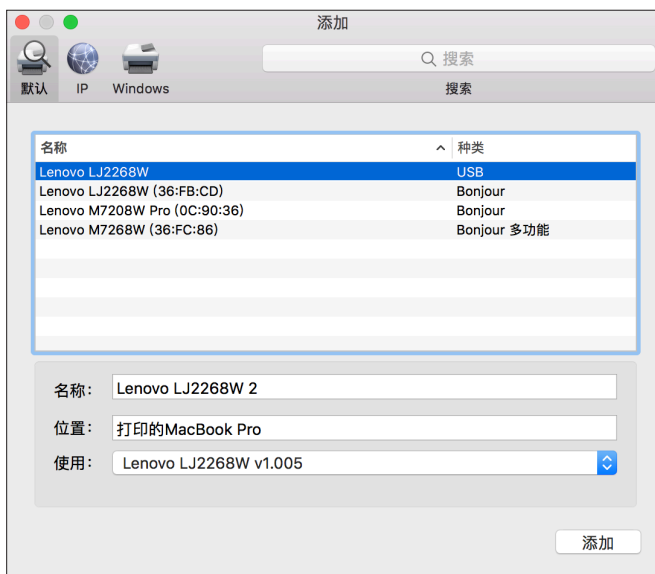 添加
默认 IP Windows
搜索
搜索
名称 种类
Lenovo LJ2268W USB
Lenovo LJ2268W (36:FB:CD) Bonjour
Lenovo M7208W Pro (0C:90:36) Bonjour
Lenovo M7268W (36:FC:86) Bonjour 多功能
名称: Lenovo LJ2268W 2
位置: 打印的MacBook Pro
使用: Lenovo LJ2268W v1.005
添加